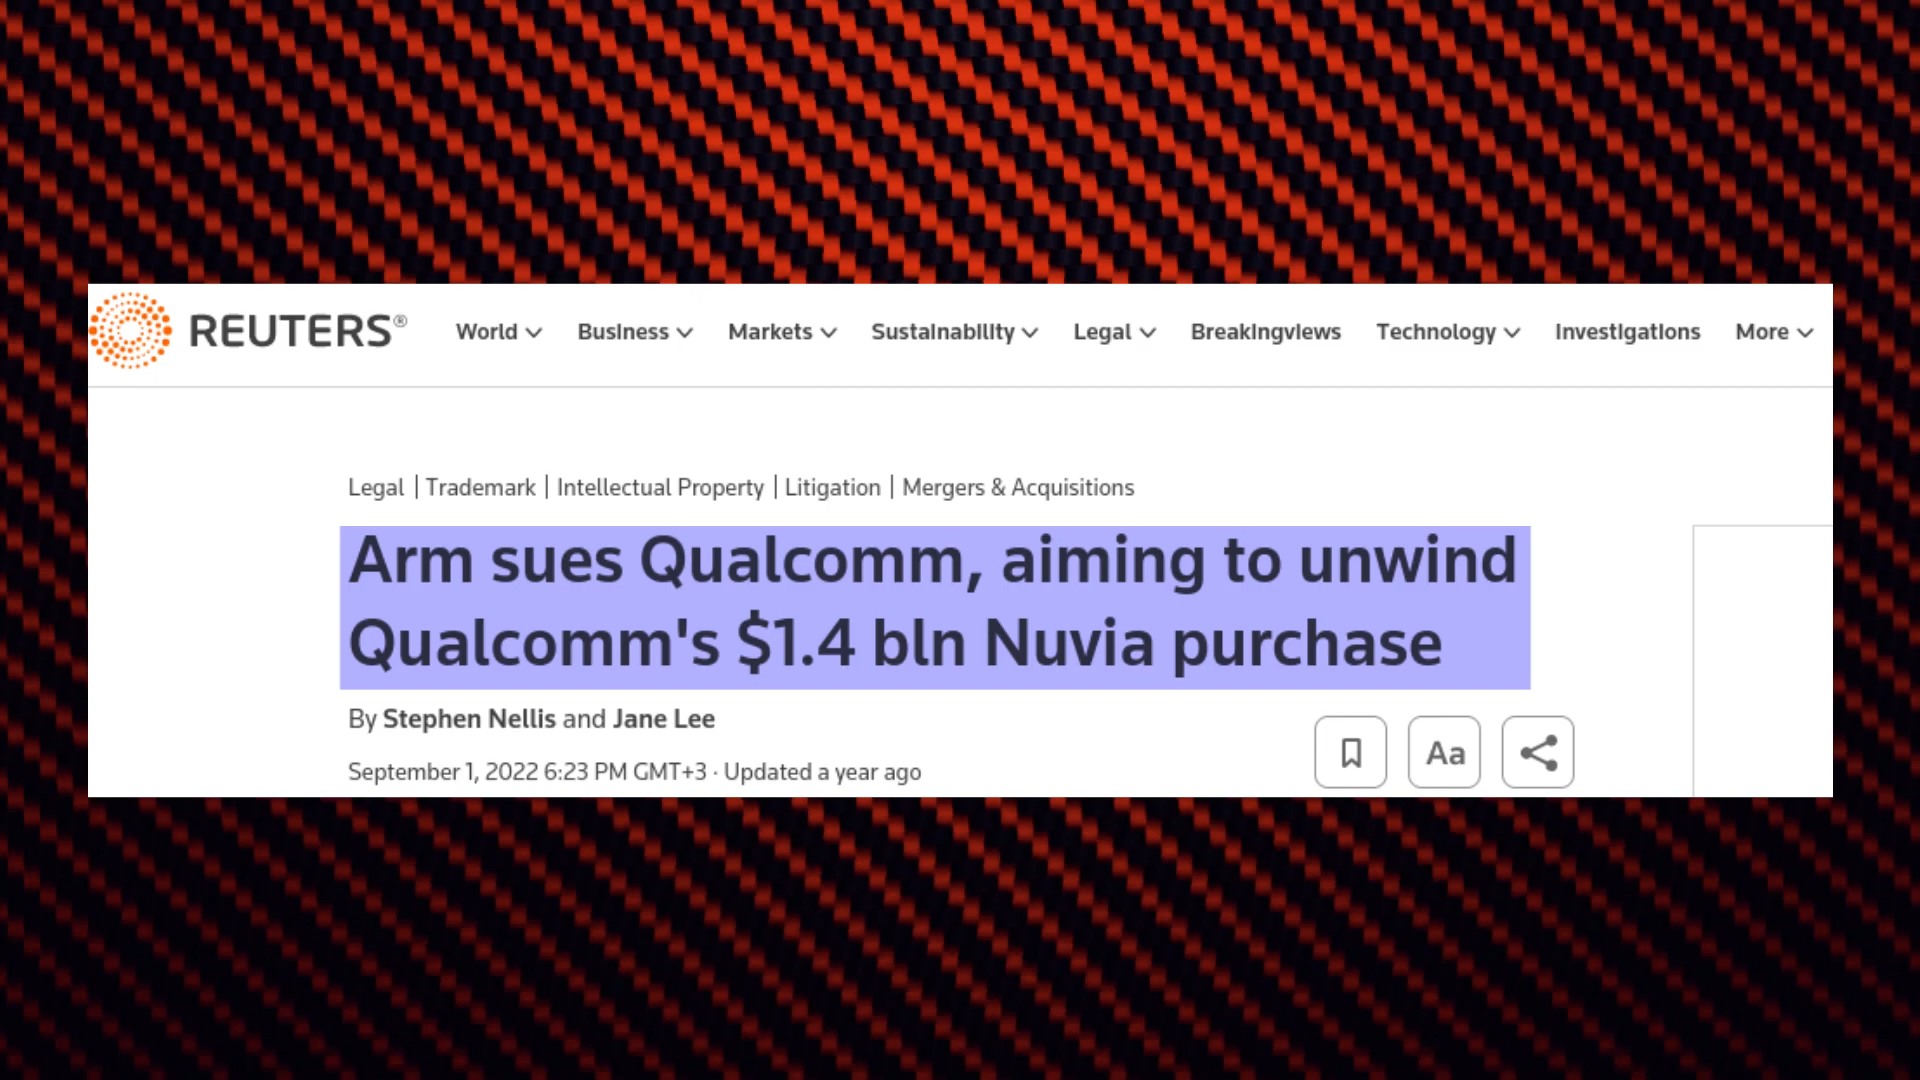 REUTERS®
World Business Markets Sustainability Legal Breakingviews Technology Investigations More
Legal | Trademark | Intellectual Property | Litigation | Mergers & Acquisitions
Arm sues Qualcomm, aiming to unwind
Qualcomm's $1.4 bln Nuvia purchase
By Stephen Nellis and Jane Lee
September 1, 2022 6:23 PM GMT+3 · Updated a year ago
Aa